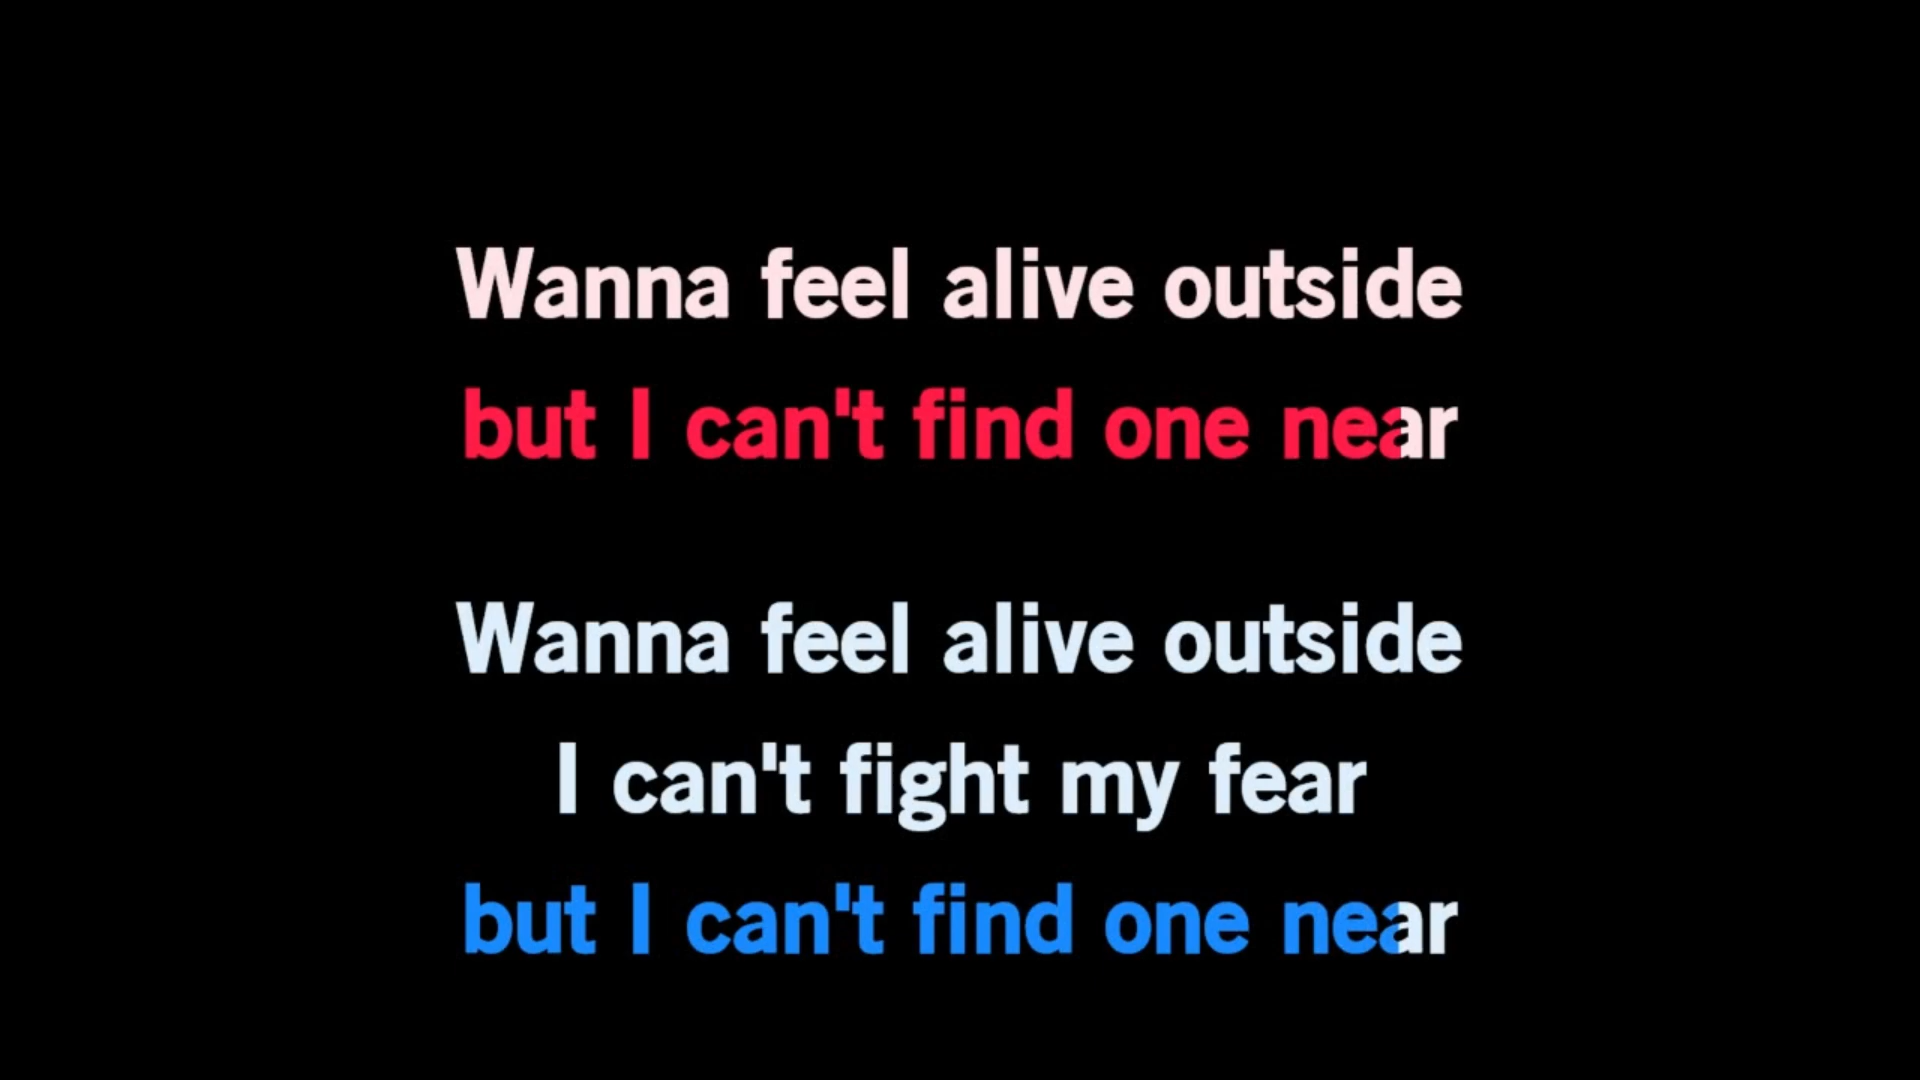 Wanna feel alive outside
but I can't find one near
Wanna feel alive outside
I can't fight my fear
but I can't find one near